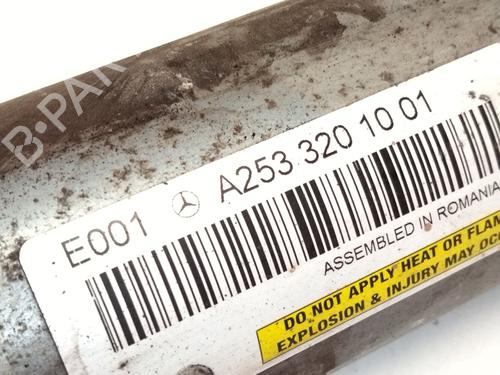 B-PAR
E001 A253 320 10 01
ASSEMBLED IN ROMANIA
DO NOT APPLY HEAT OR FLAM
EXPLOSION & INJURY MAY OC